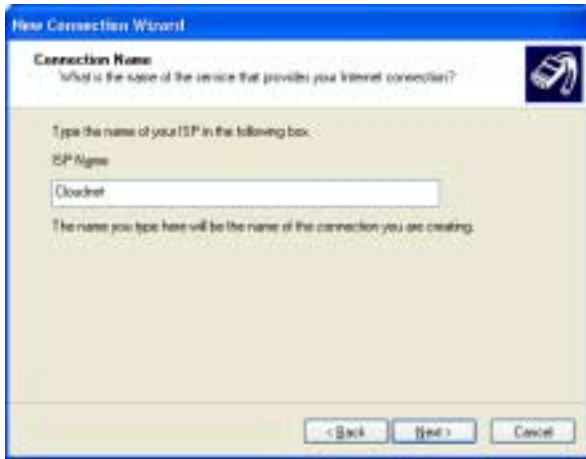 New Connection Wizard
Connection Name
What is the name of the service that provides your Internet connection?
Type the name of your ISP in the following box.
ISP Name
Cloudnet
The name you type here will be the name of the connection you are creating.
< Back
Next >
Cancel